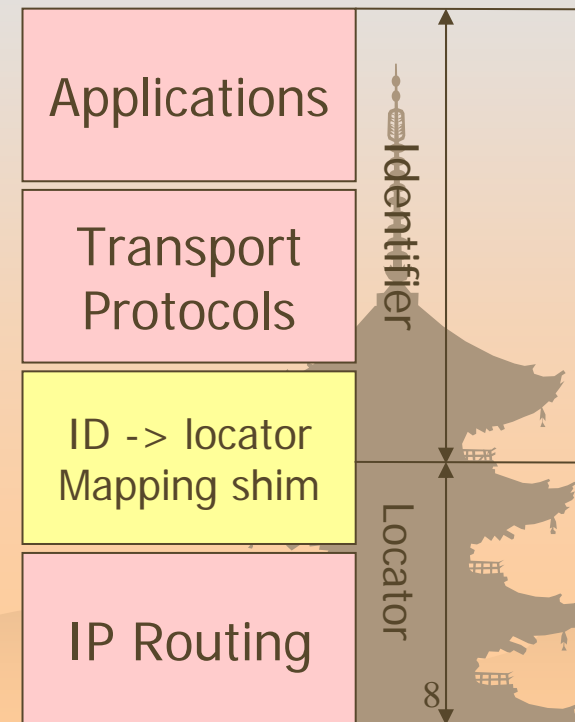 Applications
Identifier
Transport
Protocols
ID -> locator
Mapping shim
Locator
IP Routing
8